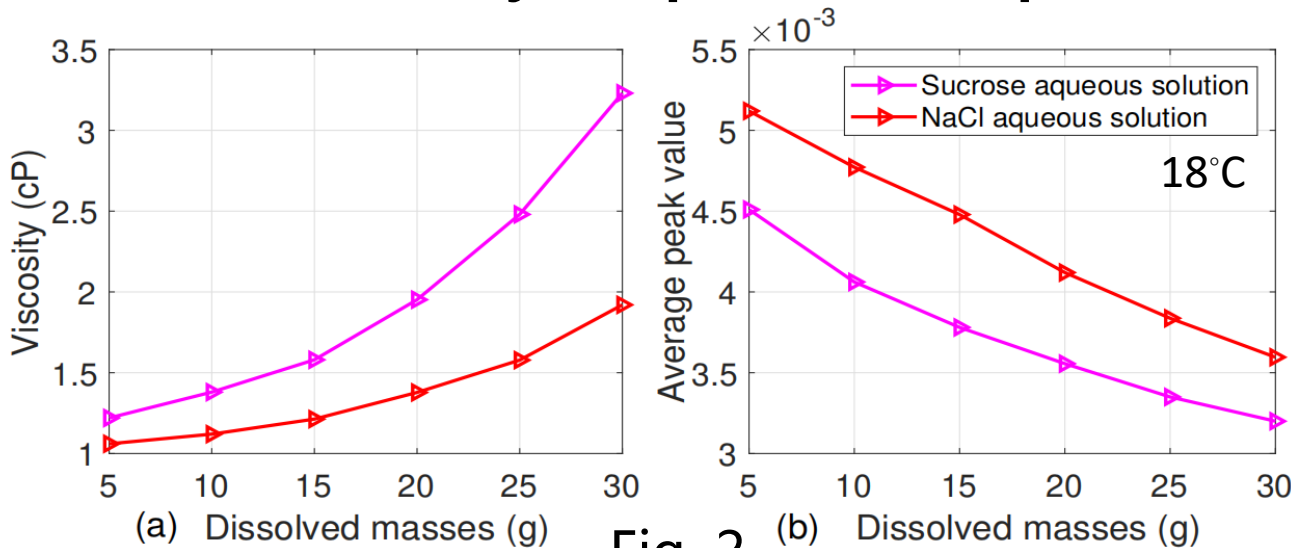 3.5
3
2.5
2
1.5
1
5 10 15 20 25 30
Viscosity (cP)
(a) Dissolved masses (g)
×10-3
5.5
5
4.5
4
3.5
3
5 10 15 20 25 30
Average peak value
Sucrose aqueous solution
NaCl aqueous solution
18°C
(b) Dissolved masses (g)